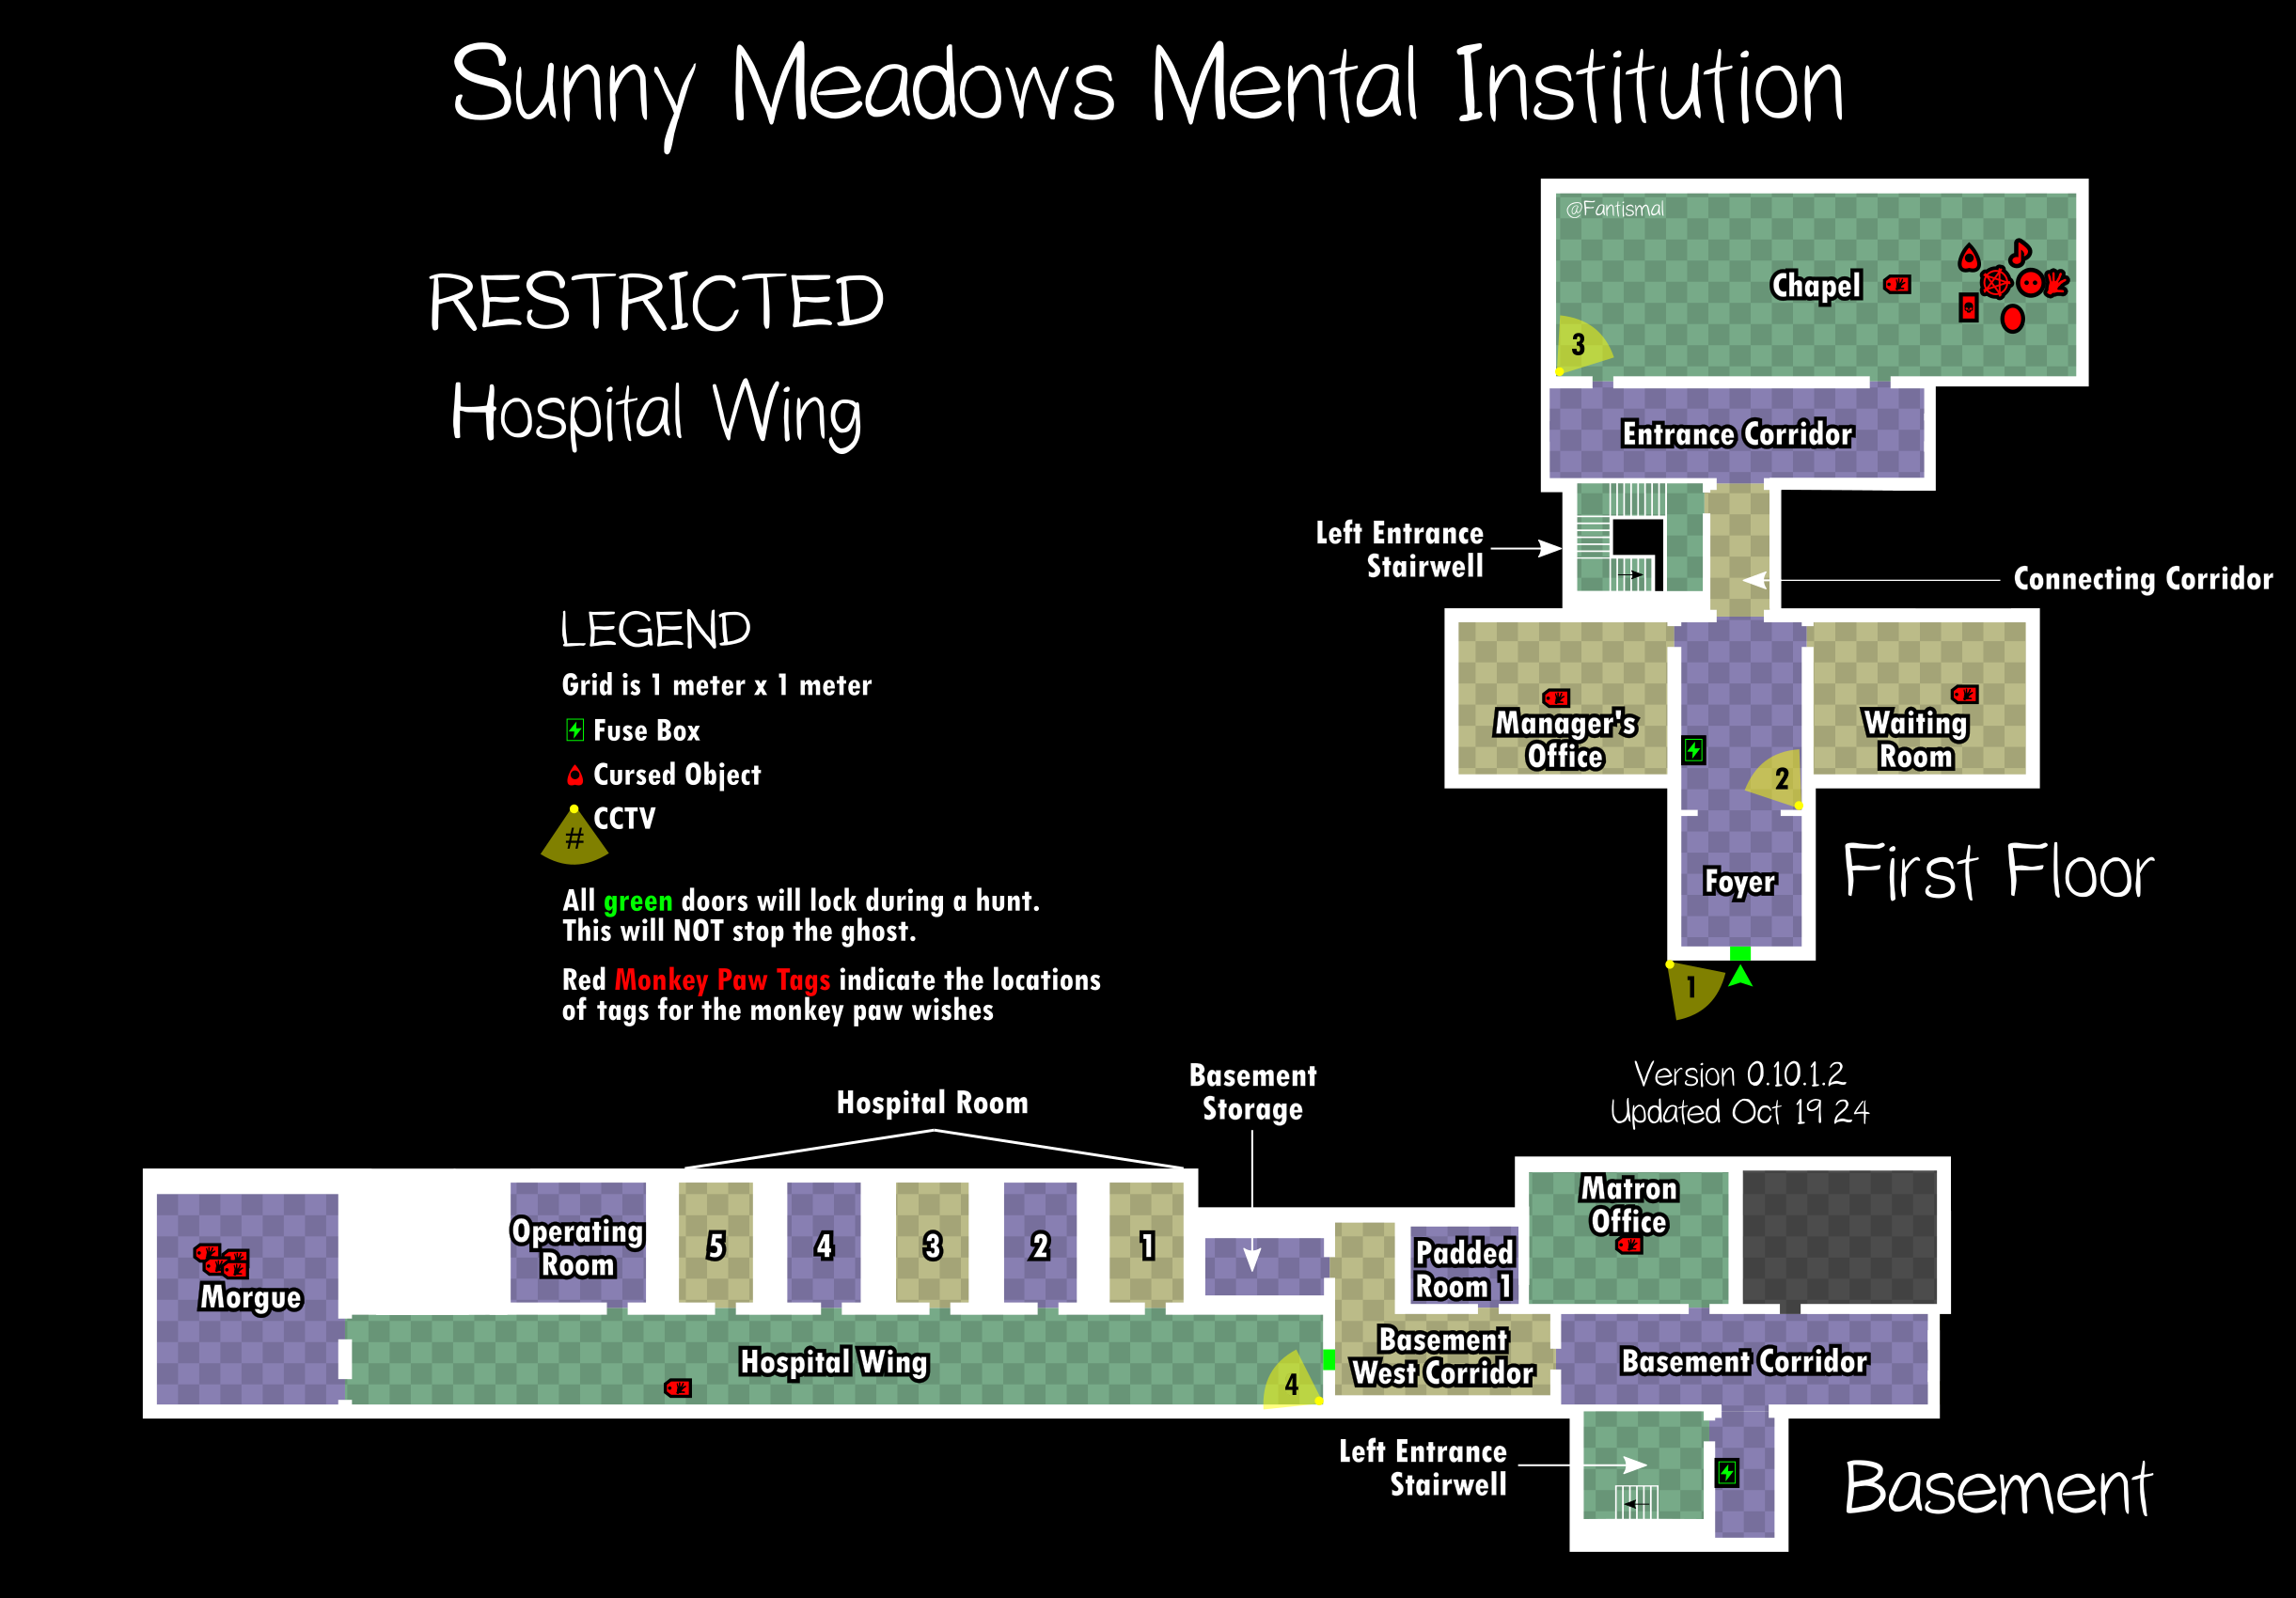 Sunny Meadows Mental Institution
RESTRICTED
Hospital Wing
@Fantismal
Chapel
3
Entrance Corridor
Left Entrance
Stairwell
Connecting Corridor
Manager's
Office
Waiting
Room
2
Foyer
First Floor
1
LEGEND
Grid is 1 meter x 1 meter
Fuse Box
Cursed Object
CCTV
#
All green doors will lock during a hunt.
This will NOT stop the ghost.
Red Monkey Paw Tags indicate the locations
of tags for the monkey paw wishes
Version 0.10.1.2
Updated Oct 19 24
Hospital Room
Basement
Storage
Morgue
Operating
Room
5
4
3
2
1
Padded
Room 1
Matron
Office
Hospital Wing
4
Basement
West Corridor
Basement Corridor
Left Entrance
Stairwell
Basement